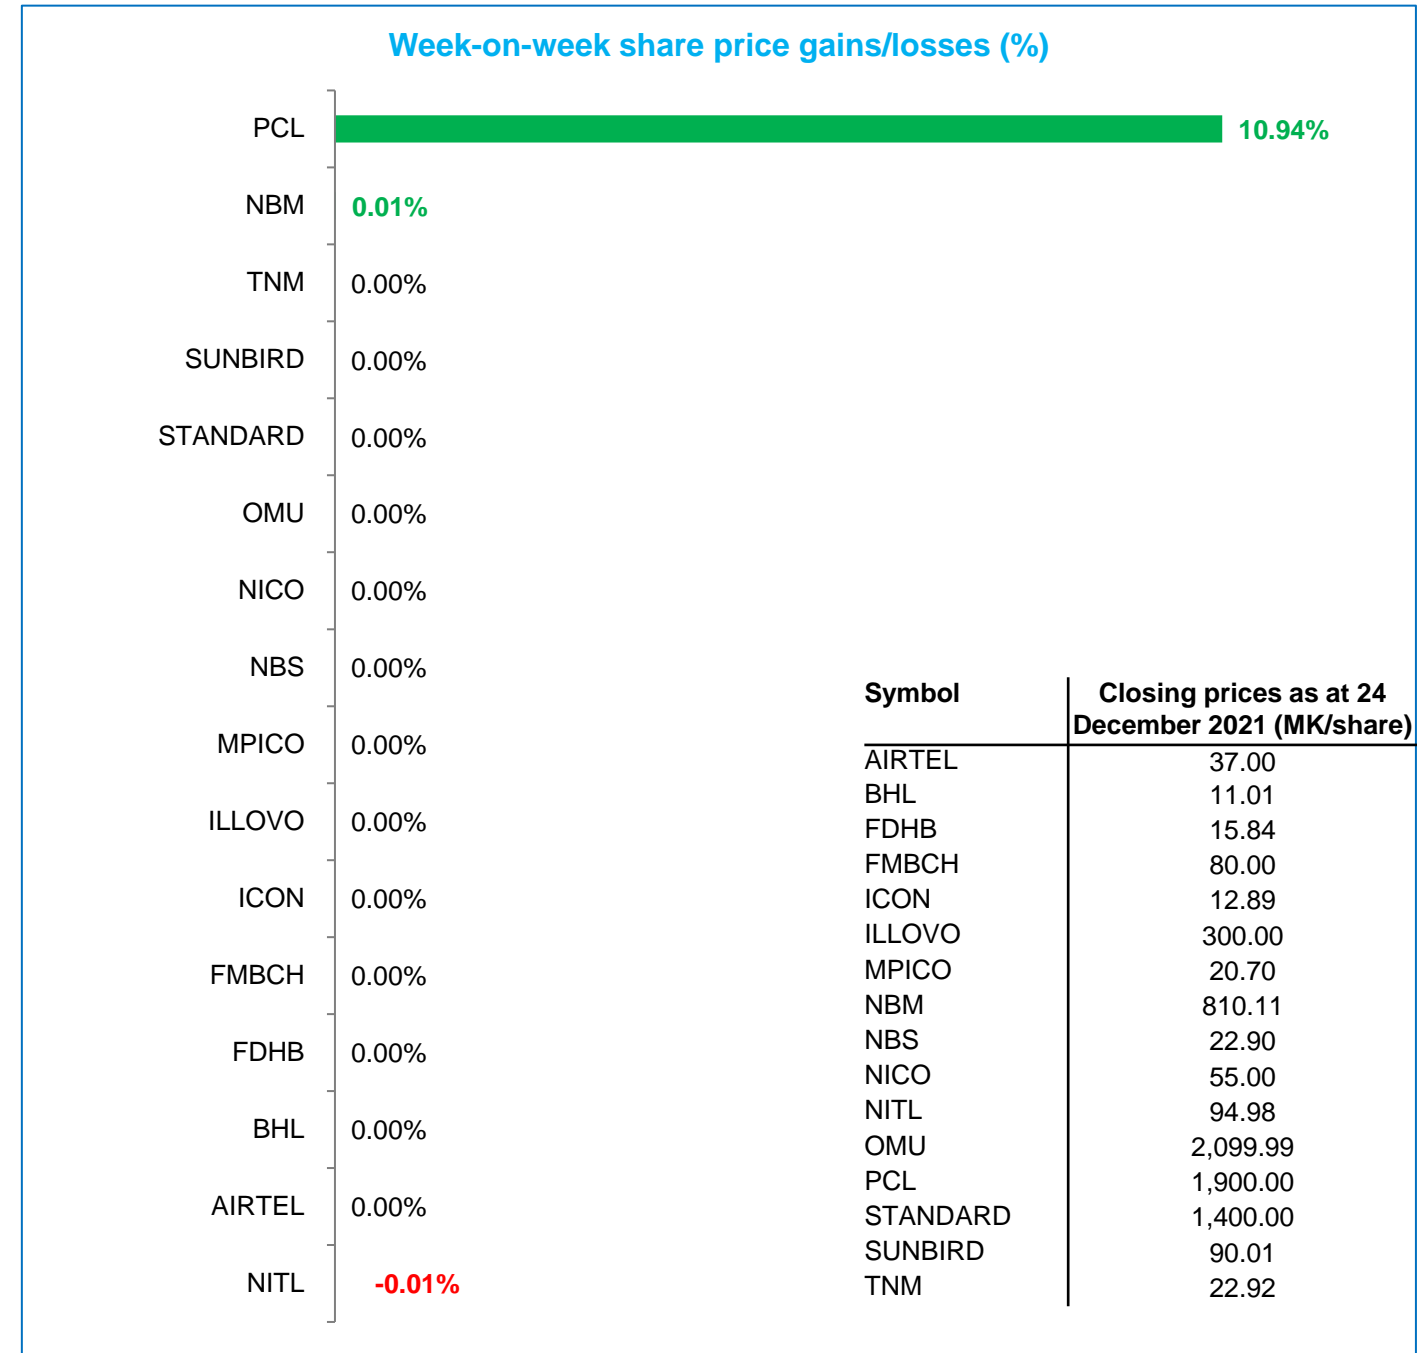 Week-on-week share price gains/losses (%)
PCL 10.94%
NBM 0.01%
TNM 0.00%
SUNBIRD 0.00%
STANDARD 0.00%
OMU 0.00%
NICO 0.00%
NBS 0.00%
MPICO 0.00%
ILLOVO 0.00%
ICON 0.00%
FMBCH 0.00%
FDHB 0.00%
BHL 0.00%
AIRTEL 0.00%
NITL -0.01%
Symbol Closing prices as at 24
December 2021 (MK/share)
AIRTEL 37.00
BHL 11.01
FDHB 15.84
FMBCH 80.00
ICON 12.89
ILLOVO 300.00
MPICO 20.70
NBM 810.11
NBS 22.90
NICO 55.00
NITL 94.98
OMU 2,099.99
PCL 1,900.00
STANDARD 1,400.00
SUNBIRD 90.01
TNM 22.92